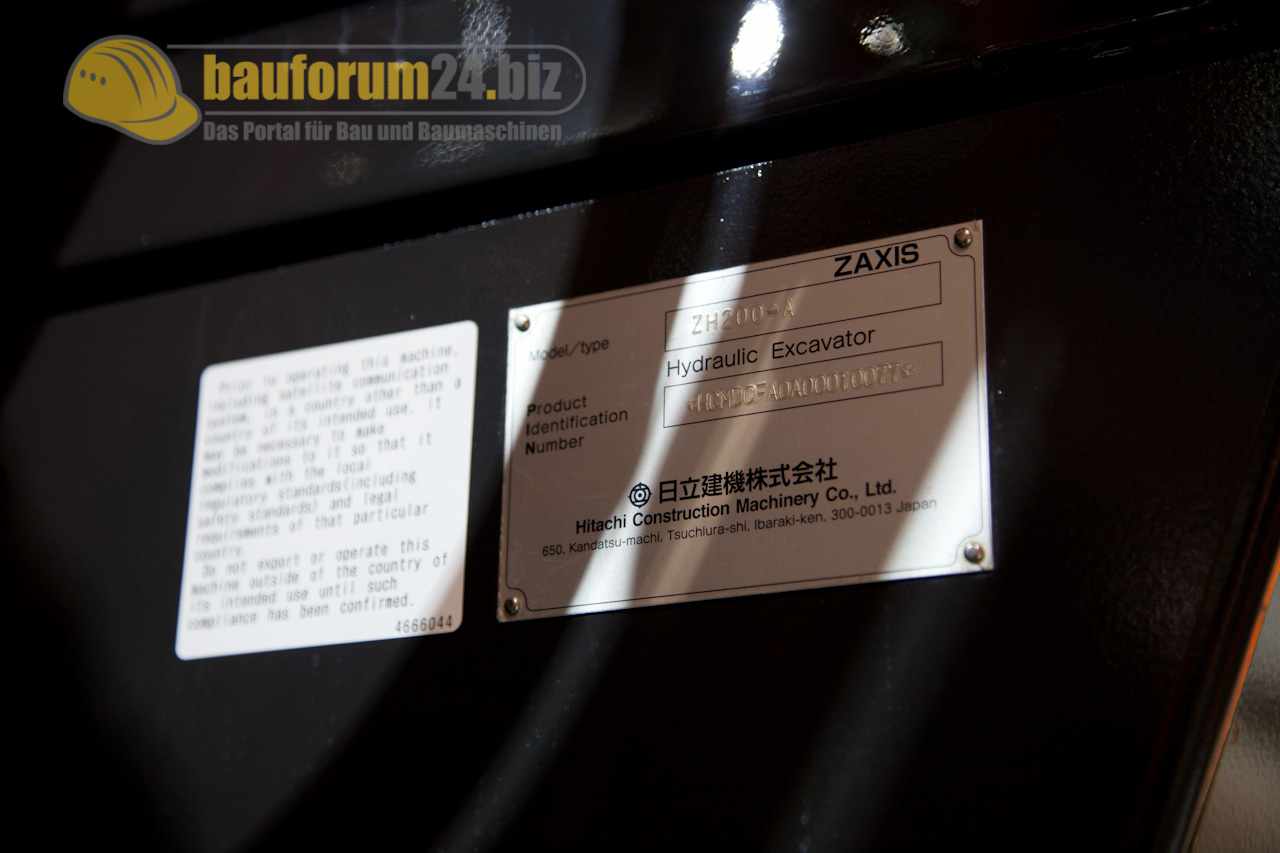 bauforum24.biz
Das Portal für Bau und Baumaschinen
Prior to operating this machine,
including satellite communication
system, in a country other than a
country of its intended use, it
may be necessary to make
modifications to it so that it
complies with the local
regulatory standards(including
safety standards) and legal
requirements of that particular
country.
Do not export or operate this
machine outside of the country of
its intended use until such
compliance has been confirmed.
4666044
ZAXIS
Model/type
ZH200-A
Hydraulic Excavator
Product
Identification
Number
*HCMDCFA0A00010077*
日立建機株式会社
Hitachi Construction Machinery Co., Ltd.
650, Kandatsu-machi, Tsuchiura-shi, Ibaraki-ken, 300-0013 Japan